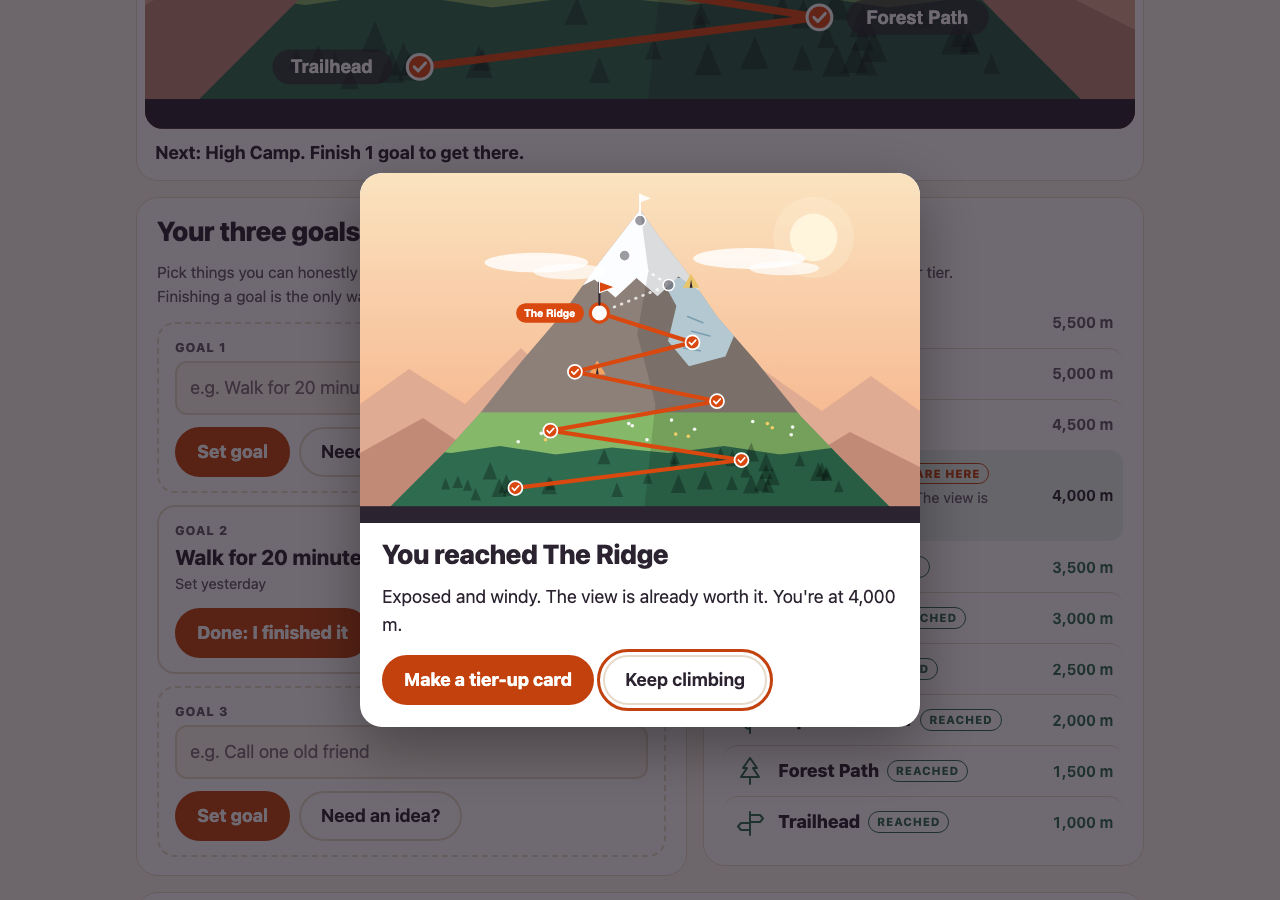 Forest Path
Trailhead
Next: High Camp. Finish 1 goal to get there.
Your three goals
Pick things you can honestly
Finishing a goal is the only
GOAL 1
e.g. Walk for 20
Set goal
GOAL 2
Walk for 20
Set yesterday
Done: I finished it
GOAL 3
e.g. Call one old friend
Set goal
Need an idea?
The Ridge
You reached The Ridge
Exposed and windy. The view is already worth it. You're at 4,000
m.
Make a tier-up card
Keep climbing
tier.
5,500 m
5,000 m
4,500 m
HERE
The view is
4,000 m
3,500 m
3,000 m
2,500 m
REACHED
2,000 m
Forest Path
REACHED
1,500 m
Trailhead
REACHED
1,000 m